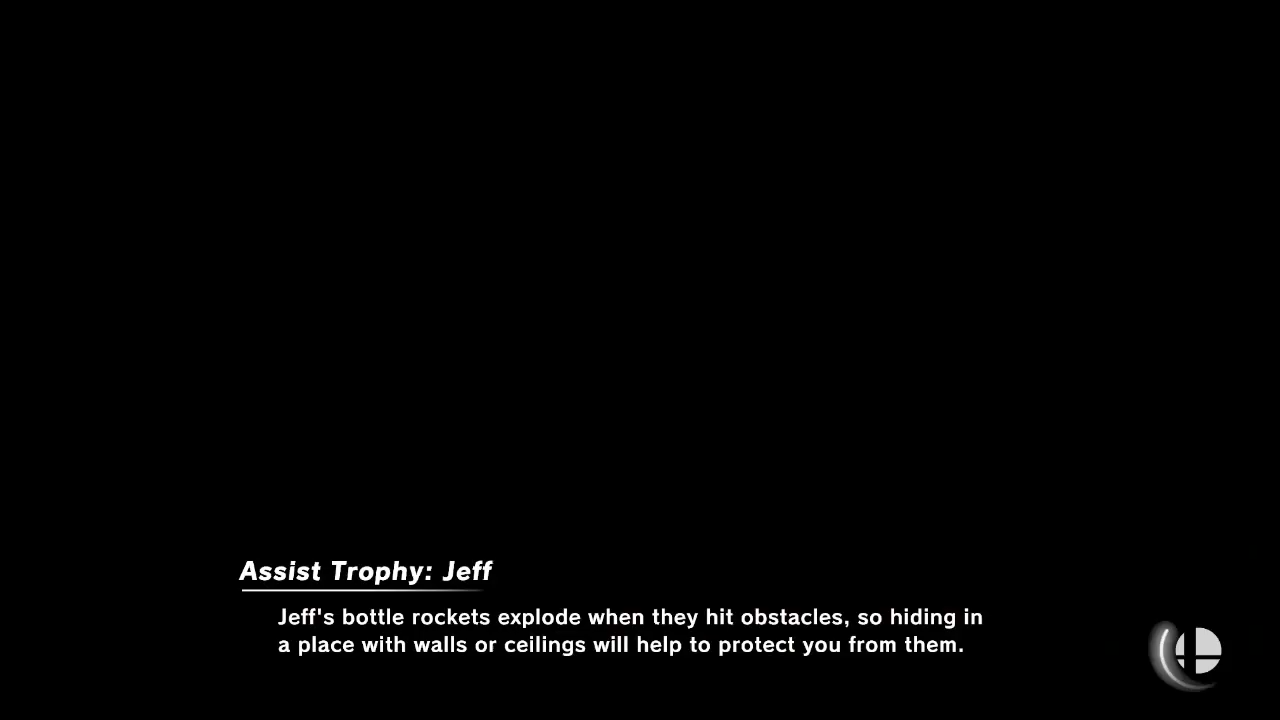 Assist Trophy: Jeff
Jeff's bottle rockets explode when they hit obstacles, so hiding in
a place with walls or ceilings will help to protect you from them.